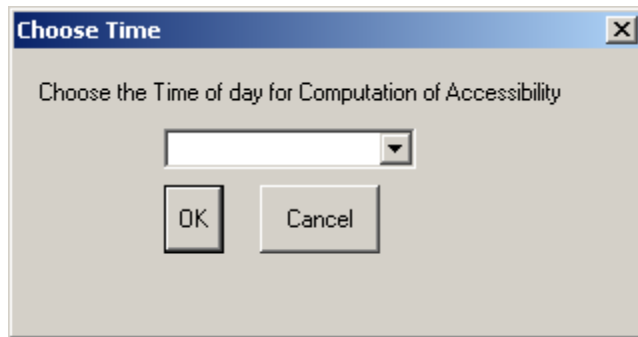 Choose Time
Choose the Time of day for Computation of Accessibility
OK Cancel